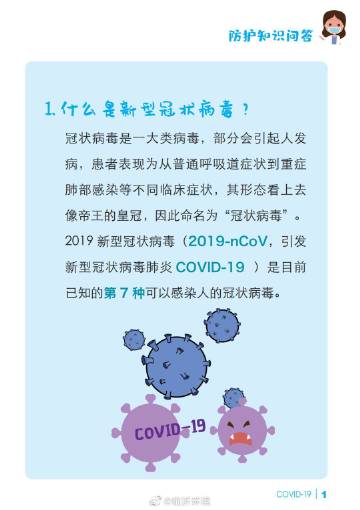 防护知识问答
1.什么是新型冠状病毒？
冠状病毒是一大类病毒，部分会引起人发
病，患者表现为从普通呼吸道症状到重症
肺部感染等不同临床症状，其形态看上去
像帝王的皇冠，因此命名为“冠状病毒”。
2019 新型冠状病毒（2019-nCoV，引发
新型冠状病毒肺炎 COVID-19 ）是目前
已知的第 7 种可以感染人的冠状病毒。
COVID-19
COVID-19 | 1